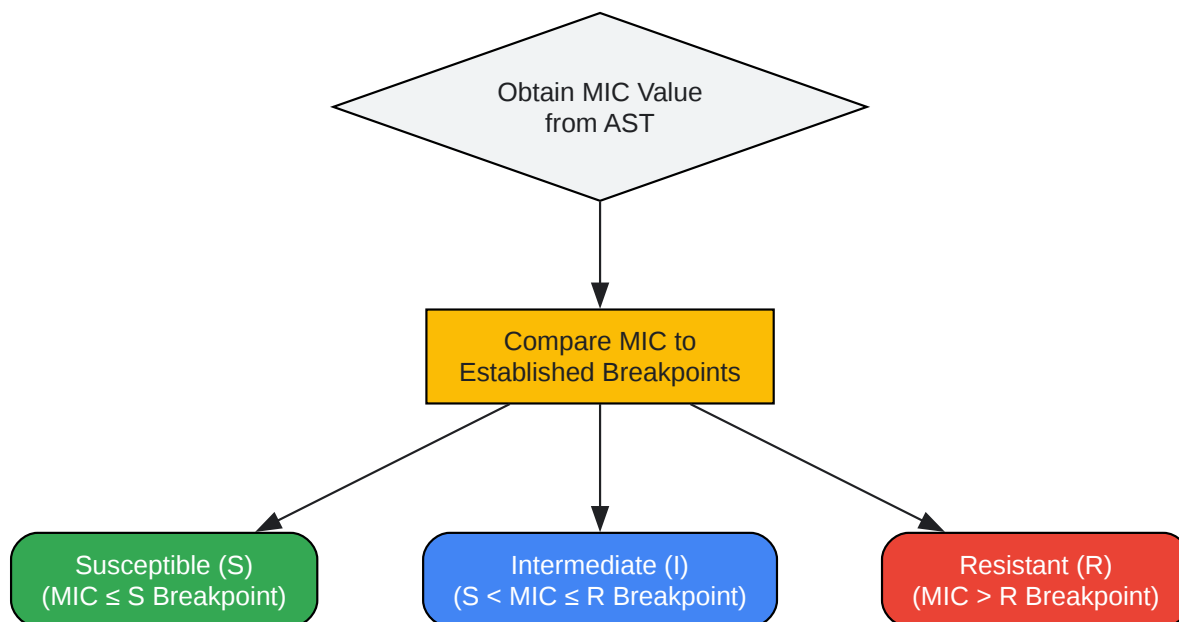 Obtain MIC Value
from AST
Compare MIC to
Established Breakpoints
Susceptible (S)
(MIC ≤ S Breakpoint)
Intermediate (I)
(S < MIC ≤ R Breakpoint)
Resistant (R)
(MIC > R Breakpoint)